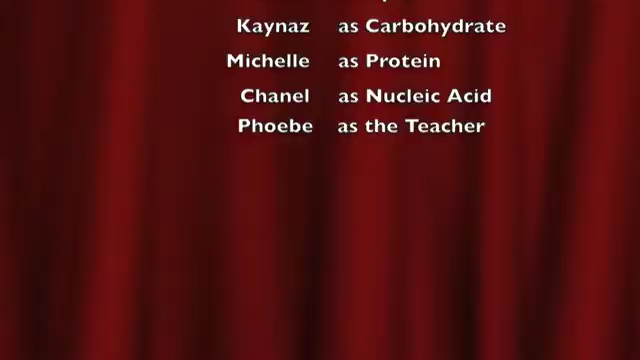 Kaynaz as Carbohydrate
Michelle as Protein
Chanel as Nucleic Acid
Phoebe as the Teacher